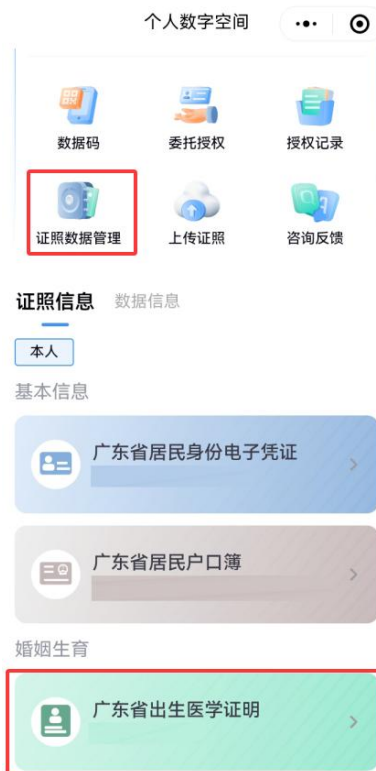 个人数字空间
数据码 委托授权 授权记录
证照数据管理 上传证照 咨询反馈
证照信息 数据信息
本人
基本信息
广东省居民身份电子凭证
广东省居民户口簿
婚姻生育
广东省出生医学证明